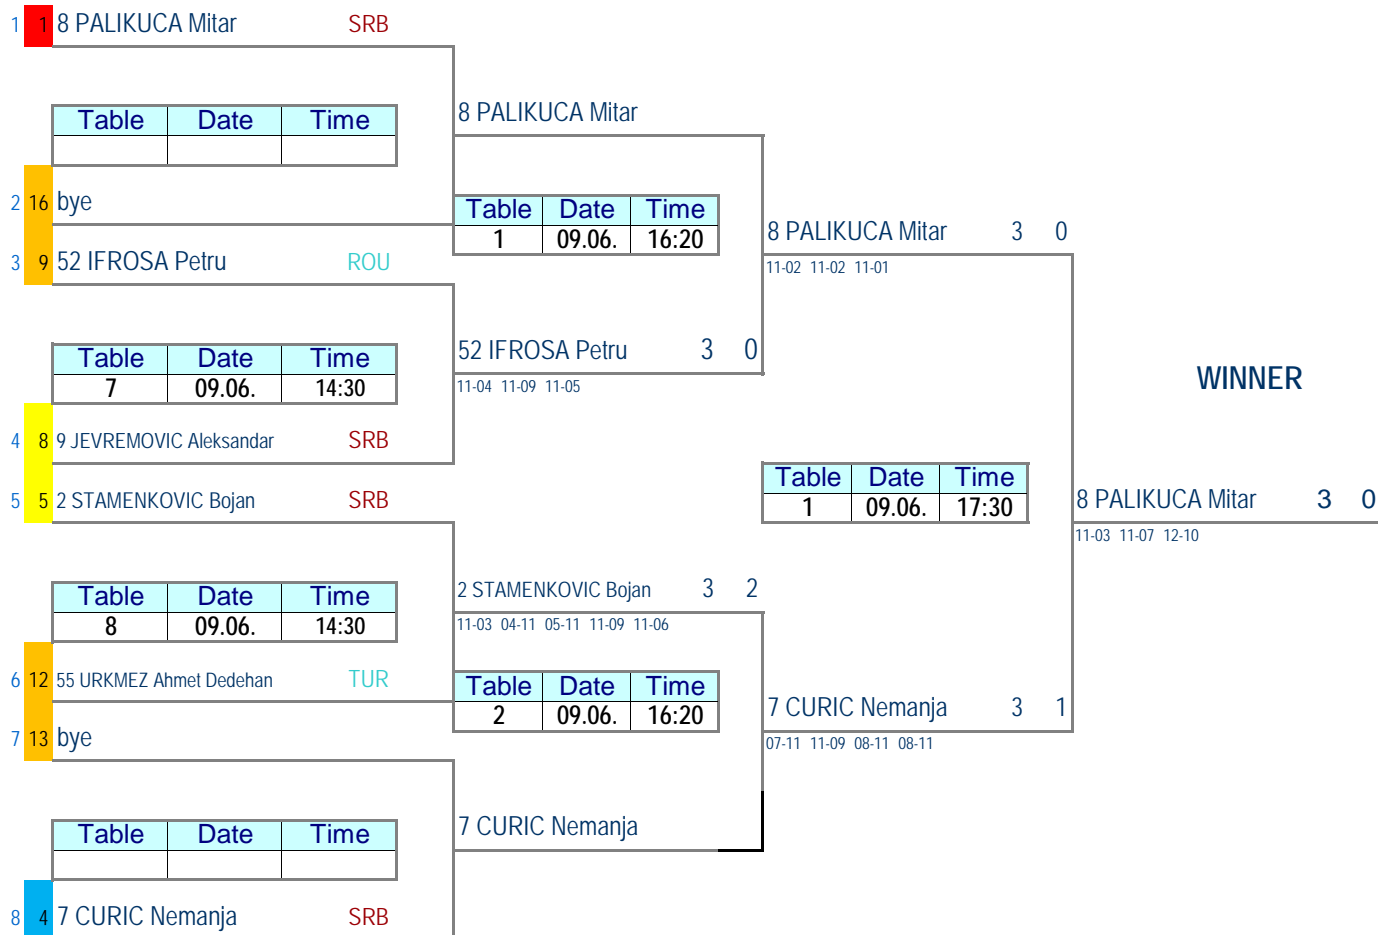 1 1 8 PALIKUCA Mitar SRB
8 PALIKUCA Mitar
Table Date Time
2 16 bye
Table Date Time
1 09.06. 16:20
8 PALIKUCA Mitar 3 0
3 9 52 IFROSA Petru ROU
11-02 11-02 11-01
52 IFROSA Petru 3 0
Table Date Time
7 09.06. 14:30
11-04 11-09 11-05
WINNER
4 8 9 JEVREMOVIC Aleksandar SRB
Table Date Time
1 09.06. 17:30
5 5 2 STAMENKOVIC Bojan SRB
8 PALIKUCA Mitar 3 0
11-03 11-07 12-10
2 STAMENKOVIC Bojan 3 2
Table Date Time
8 09.06. 14:30
11-03 04-11 05-11 11-09 11-06
6 12 55 URKMEZ Ahmet Dedehan TUR
Table Date Time
2 09.06. 16:20
7 CURIC Nemanja 3 1
7 13 bye
07-11 11-09 08-11 08-11
7 CURIC Nemanja
Table Date Time
8 4 7 CURIC Nemanja SRB